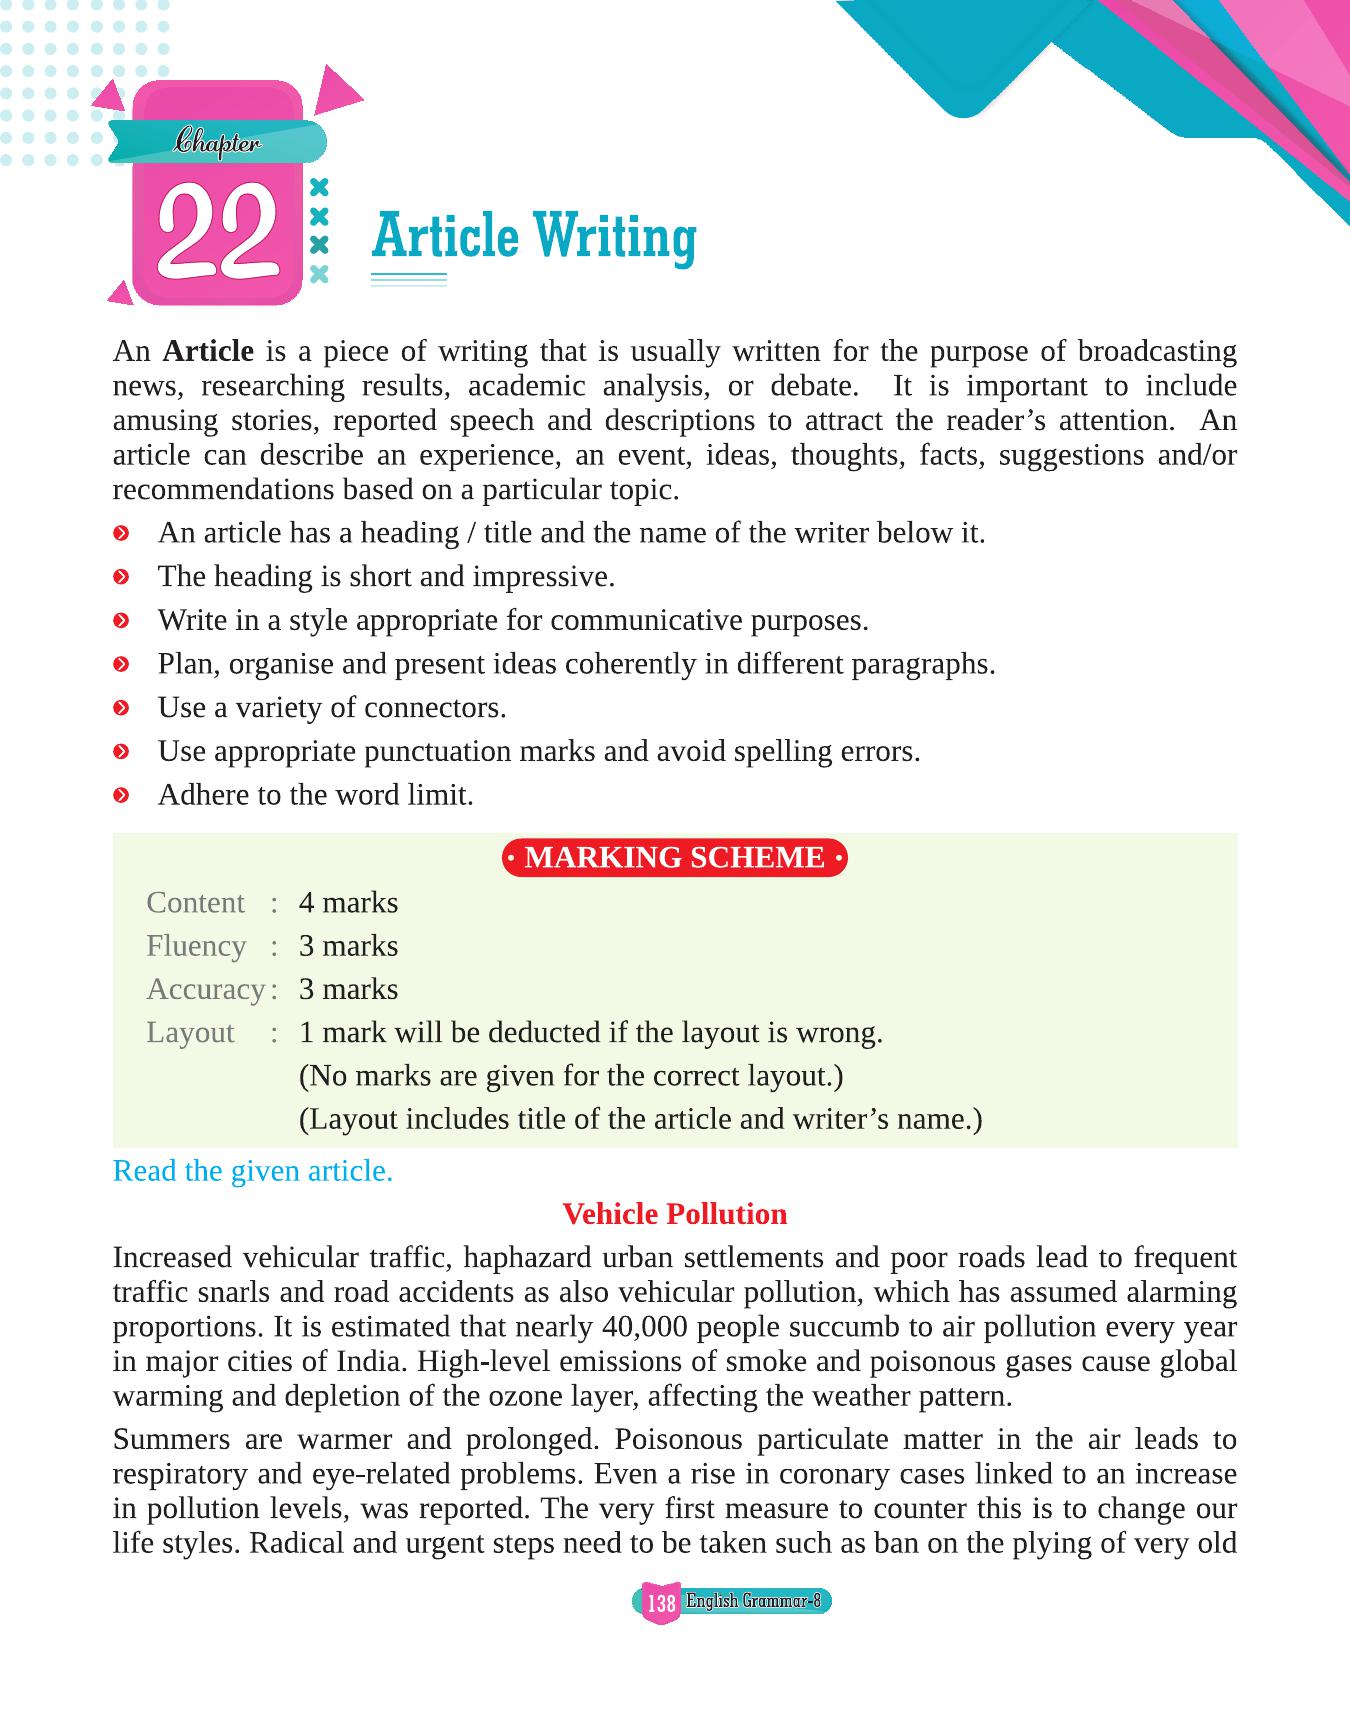 Chapter
22
Article Writing
An Article is a piece of writing that is usually written for the purpose of broadcasting
news, researching results, academic analysis, or debate.  It is important to include
amusing stories, reported speech and descriptions to attract the reader’s attention.  An
article can describe an experience, an event, ideas, thoughts, facts, suggestions and/or
recommendations based on a particular topic.
An article has a heading / title and the name of the writer below it.
The heading is short and impressive.
Write in a style appropriate for communicative purposes.
Plan, organise and present ideas coherently in different paragraphs.
Use a variety of connectors.
Use appropriate punctuation marks and avoid spelling errors.
Adhere to the word limit.
• MARKING SCHEME •
Content : 4 marks
Fluency : 3 marks
Accuracy : 3 marks
Layout : 1 mark will be deducted if the layout is wrong.
(No marks are given for the correct layout.)
(Layout includes title of the article and writer’s name.)
Read the given article.
Vehicle Pollution
Increased vehicular traffic, haphazard urban settlements and poor roads lead to frequent
traffic snarls and road accidents as also vehicular pollution, which has assumed alarming
proportions. It is estimated that nearly 40,000 people succumb to air pollution every year
in major cities of India. High-level emissions of smoke and poisonous gases cause global
warming and depletion of the ozone layer, affecting the weather pattern.
Summers are warmer and prolonged. Poisonous particulate matter in the air leads to
respiratory and eye-related problems. Even a rise in coronary cases linked to an increase
in pollution levels, was reported. The very first measure to counter this is to change our
life styles. Radical and urgent steps need to be taken such as ban on the plying of very old
138 English Grammar-8